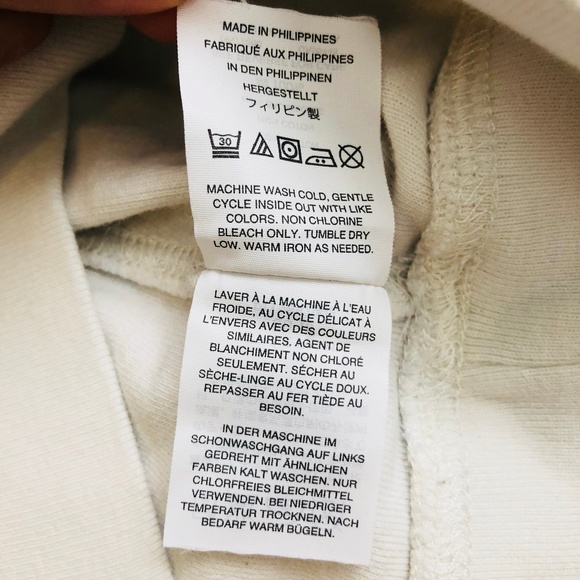 MADE IN PHILIPPINES
FABRIQUÉ AUX PHILIPPINES
IN DEN PHILIPPINEN
HERGESTELLT
フィリピン製
30
MACHINE WASH COLD, GENTLE
CYCLE INSIDE OUT WITH LIKE
COLORS. NON CHLORINE
BLEACH ONLY. TUMBLE DRY
LOW. WARM IRON AS NEEDED.
LAVER À LA MACHINE À L'EAU
FROIDE, AU CYCLE DÉLICAT À
L'ENVERS AVEC DES COULEURS
SIMILAIRES. AGENT DE
BLANCHIMENT NON CHLORÉ
SEULEMENT. SÉCHER AU
SÈCHE-LINGE AU CYCLE DOUX.
REPASSER AU FER TIÈDE AU
BESOIN.
IN DER MASCHINE IM
SCHONWASCHGANG AUF LINKS
GEDREHT MIT ÄHNLICHEN
FARBEN KALT WASCHEN. NUR
CHLORFREIES BLEICHMITTEL
VERWENDEN. BEI NIEDRIGER
TEMPERATUR TROCKNEN. NACH
BEDARF WARM BÜGELN.